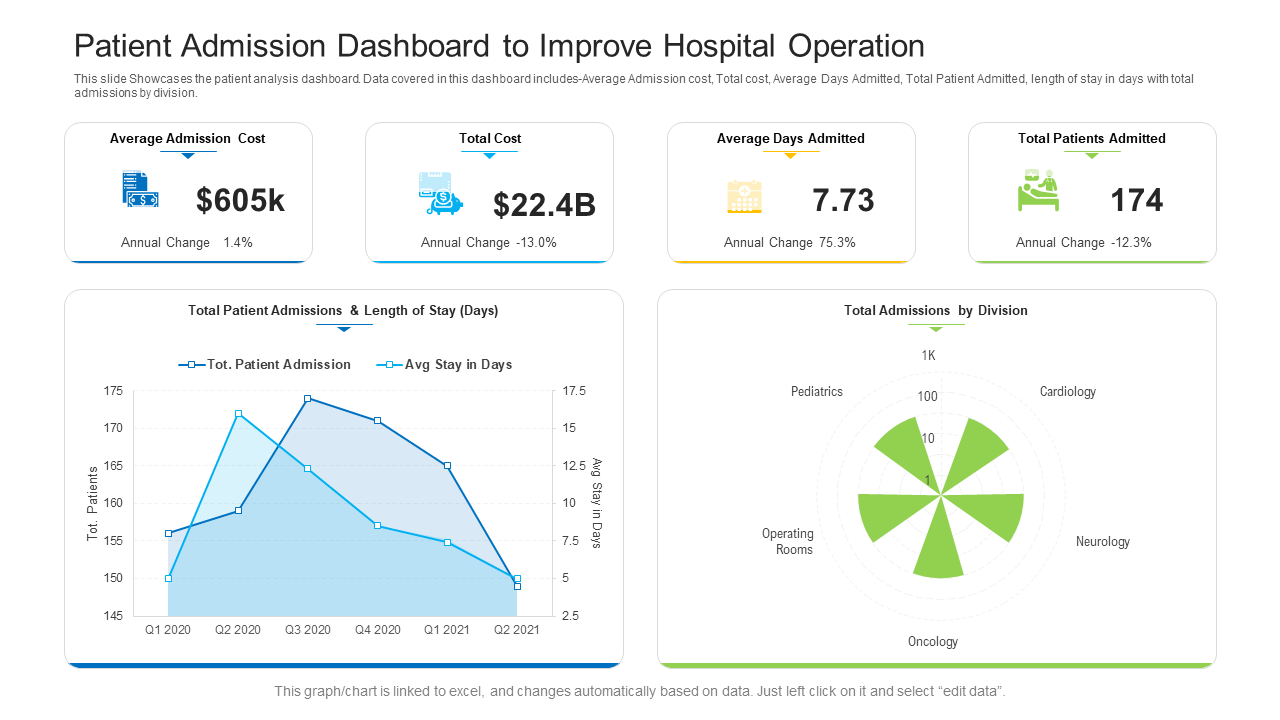 Patient Admission Dashboard to Improve Hospital Operation
This slide Showcases the patient analysis dashboard. Data covered in this dashboard includes-Average Admission cost, Total cost, Average Days Admitted, Total Patient Admitted, length of stay in days with total
admissions by division.
Average Admission Cost
$605k
Annual Change 1.4%
Total Cost
$22.4B
Annual Change -13.0%
Average Days Admitted
7.73
Annual Change 75.3%
Total Patients Admitted
174
Annual Change -12.3%
Total Patient Admissions & Length of Stay (Days)
Tot. Patient Admission
Avg Stay in Days
Tot. Patients
175
170
165
160
155
150
145
17.5
15
12.5
10
7.5
5
2.5
Avg Stay in Days
Q1 2020
Q2 2020
Q3 2020
Q4 2020
Q1 2021
Q2 2021
Total Admissions by Division
1K
100
10
1
Pediatrics
Cardiology
Operating
Rooms
Neurology
Oncology
This graph/chart is linked to excel, and changes automatically based on data. Just left click on it and select “edit data”.